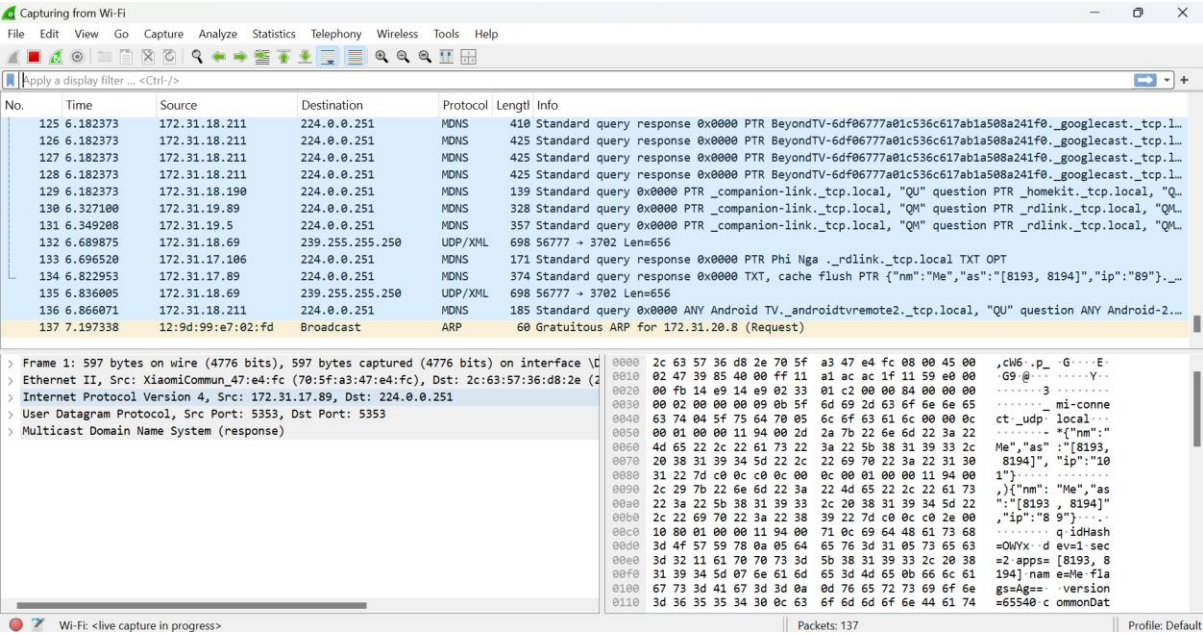 Capturing from Wi-Fi
File Edit View Go Capture Analyze Statistics Telephony Wireless Tools Help
Apply a display filter ... <Ctrl-/>
No. Time Source Destination Protocol Length Info
125 6.182373 172.31.18.211 224.0.0.251 MDNS 410 Standard query response 0x0000 PTR BeyondTV-6df06777a01c536c617ab1a508a241f0._googlecast._tcp.l…
126 6.182373 172.31.18.211 224.0.0.251 MDNS 425 Standard query response 0x0000 PTR BeyondTV-6df06777a01c536c617ab1a508a241f0._googlecast._tcp.l…
127 6.182373 172.31.18.211 224.0.0.251 MDNS 425 Standard query response 0x0000 PTR BeyondTV-6df06777a01c536c617ab1a508a241f0._googlecast._tcp.l…
128 6.182373 172.31.18.211 224.0.0.251 MDNS 425 Standard query response 0x0000 PTR BeyondTV-6df06777a01c536c617ab1a508a241f0._googlecast._tcp.l…
129 6.182373 172.31.18.190 224.0.0.251 MDNS 139 Standard query 0x0000 PTR _companion-link._tcp.local, "QU" question PTR _homekit._tcp.local, "Q…
130 6.327100 172.31.19.89 224.0.0.251 MDNS 328 Standard query 0x0000 PTR _companion-link._tcp.local, "QM" question PTR _rdlink._tcp.local, "QM…
131 6.349208 172.31.19.5 224.0.0.251 MDNS 357 Standard query 0x0000 PTR _companion-link._tcp.local, "QM" question PTR _rdlink._tcp.local, "QM…
132 6.689875 172.31.18.69 239.255.255.250 UDP/XML 698 56777 → 3702 Len=656
133 6.696520 172.31.17.106 224.0.0.251 MDNS 171 Standard query response 0x0000 PTR Phi Nga ._rdlink._tcp.local TXT OPT
134 6.822953 172.31.17.89 224.0.0.251 MDNS 374 Standard query response 0x0000 TXT, cache flush PTR {"nm":"Me","as":"[8193, 8194]","ip":"89"}._…
135 6.836005 172.31.18.69 239.255.255.250 UDP/XML 698 56777 → 3702 Len=656
136 6.866071 172.31.18.211 224.0.0.251 MDNS 185 Standard query 0x0000 ANY Android TV._androidtvremote2._tcp.local, "QU" question ANY Android-2.…
137 7.197338 12:9d:99:e7:02:fd Broadcast ARP 60 Gratuitous ARP for 172.31.20.8 (Request)
Frame 1: 597 bytes on wire (4776 bits), 597 bytes captured (4776 bits) on interface \D
Ethernet II, Src: XiaomiCommun_47:e4:fc (70:5f:a3:47:e4:fc), Dst: 2c:63:57:36:d8:2e (2
Internet Protocol Version 4, Src: 172.31.17.89, Dst: 224.0.0.251
User Datagram Protocol, Src Port: 5353, Dst Port: 5353
Multicast Domain Name System (response)
0000 2c 63 57 36 d8 2e 70 5f a3 47 e4 fc 08 00 45 00 ,cW6·.p_ ·G····E·
0010 02 47 39 85 40 00 ff 11 a1 ac ac 1f 11 59 e0 00 ·G9·@··· ·····Y··
0020 00 fb 14 e9 14 e9 02 33 01 c2 00 00 84 00 00 00 ·······3 ········
0030 00 02 00 00 00 09 0b 5f 6d 69 2d 63 6f 6e 6e 65 ·······_ mi-conne
0040 63 74 04 5f 75 64 70 05 6c 6f 63 61 6c 00 00 0c ct·_udp· local···
0050 00 01 00 00 11 94 00 2d 2a 7b 22 6e 6d 22 3a 22 ·······- *{"nm":"
0060 4d 65 22 2c 22 61 73 22 3a 22 5b 38 31 39 33 2c Me","as" :"[8193,
0070 20 38 31 39 34 5d 22 2c 22 69 70 22 3a 22 31 30  8194]", "ip":"10
0080 31 22 7d c0 0c c0 0c 00 0c 00 01 00 00 11 94 00 1"}····· ········
0090 2c 29 7b 22 6e 6d 22 3a 22 4d 65 22 2c 22 61 73 ,){"nm": "Me","as
00a0 22 3a 22 5b 38 31 39 33 2c 20 38 31 39 34 5d 22 ":"[8193 , 8194]"
00b0 2c 22 69 70 22 3a 22 38 39 22 7d c0 0c c0 2e 00 ,"ip":"8 9"}···.·
00c0 10 80 01 00 00 11 94 00 71 0c 69 64 48 61 73 68 ········ q·idHash
00d0 3d 4f 57 59 78 0a 05 64 65 76 3d 31 05 73 65 63 =OWYx··d ev=1·sec
00e0 3d 32 11 61 70 70 73 3d 5b 38 31 39 33 2c 20 38 =2·apps= [8193, 8
00f0 31 39 34 5d 07 6e 61 6d 65 3d 4d 65 0b 66 6c 61 194]·nam e=Me·fla
0100 67 73 3d 41 67 3d 3d 0a 0d 76 65 72 73 69 6f 6e gs=Ag==· ·version
0110 3d 36 35 35 34 30 0c 63 6f 6d 6d 6f 6e 44 61 74 =65540·c ommonDat
Wi-Fi: <live capture in progress> Packets: 137 Profile: Default